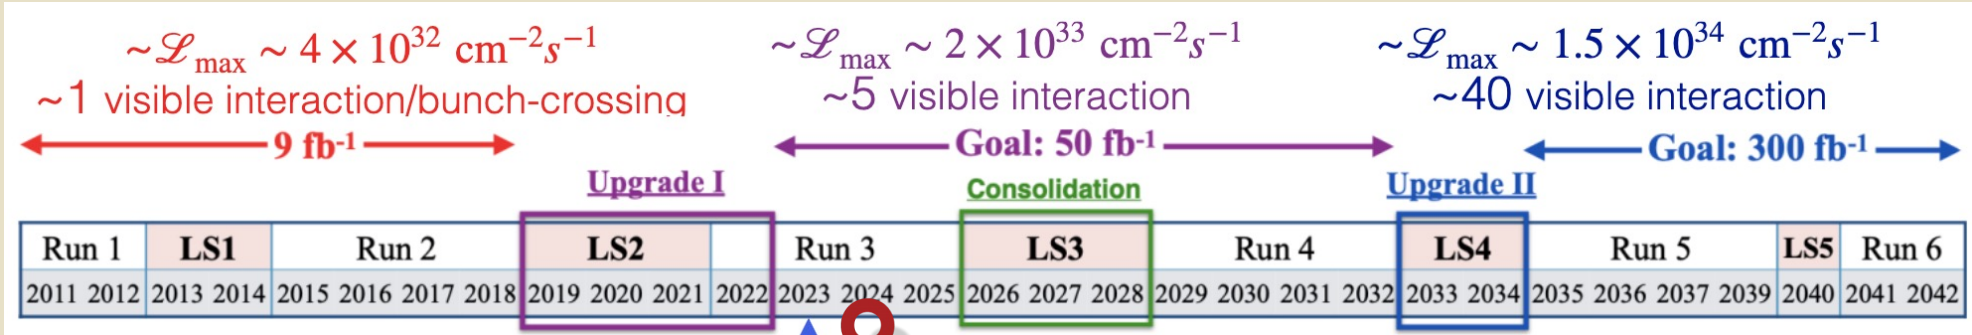 ~ℒmax ~ 4 × 10³² cm⁻²s⁻¹ ~ℒmax ~ 2 × 10³³ cm⁻²s⁻¹ ~ℒmax ~ 1.5 × 10³⁴ cm⁻²s⁻¹
~1 visible interaction/bunch-crossing ~5 visible interaction ~40 visible interaction
9 fb-1 Goal: 50 fb-1 Goal: 300 fb-1
Upgrade I Consolidation Upgrade II
Run 1 LS1 Run 2 LS2 Run 3 LS3 Run 4 LS4 Run 5 LS5 Run 6
2011 2012 2013 2014 2015 2016 2017 2018 2019 2020 2021 2022 2023 2024 2025 2026 2027 2028 2029 2030 2031 2032 2033 2034 2035 2036 2037 2039 2040 2041 2042